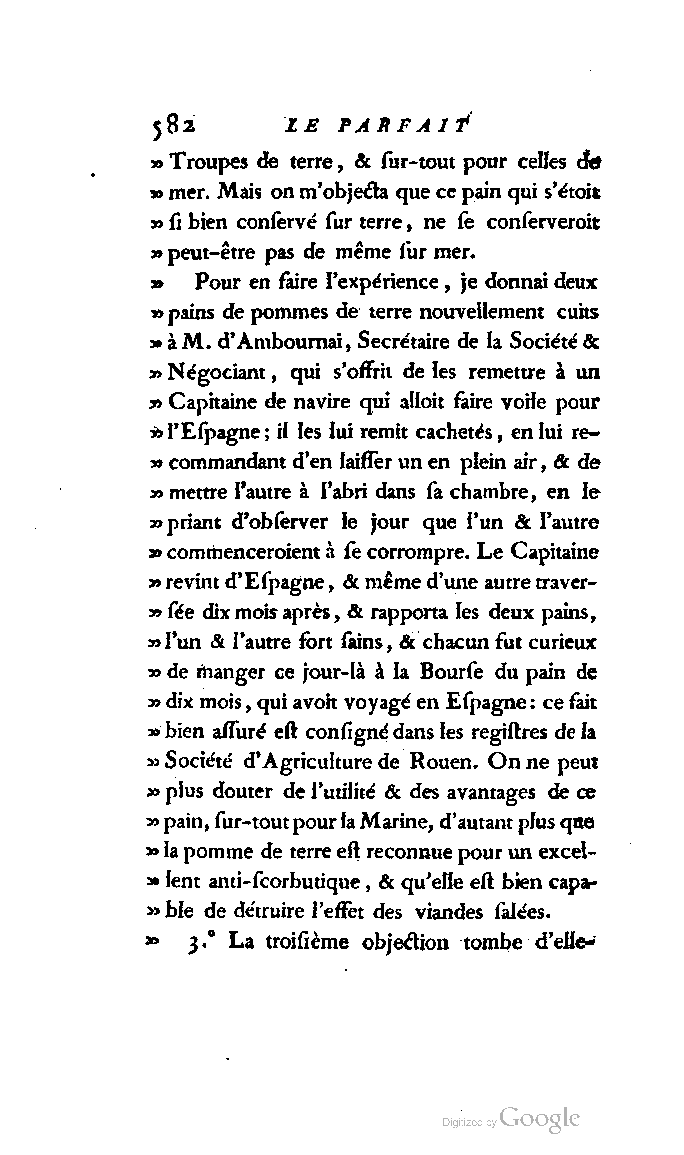 582 LE PARFAIT
» Troupes de terre, & ſur-tout pour celles de
» mer. Mais on m'objecta que ce pain qui s'étoit
» ſi bien conſervé ſur terre, ne ſe conſerveroit
» peut-être pas de même ſur mer.
» Pour en faire l'expérience, je donnai deux
» pains de pommes de terre nouvellement cuits
» à M. d'Ambournai, Secrétaire de la Société &
» Négociant, qui s'offrit de les remettre à un
» Capitaine de navire qui alloit faire voile pour
» l'Eſpagne; il les lui remit cachetés, en lui re-
» commandant d'en laiſſer un en plein air, & de
» mettre l'autre à l'abri dans ſa chambre, en le
» priant d'obſerver le jour que l'un & l'autre
» commenceroient à ſe corrompre. Le Capitaine
» revint d'Eſpagne, & même d'une autre traver-
» ſée dix mois après, & rapporta les deux pains,
» l'un & l'autre fort ſains, & chacun fut curieux
» de manger ce jour-là à la Bourſe du pain de
» dix mois, qui avoit voyagé en Eſpagne: ce fait
» bien aſſuré eſt conſigné dans les regiſtres de la
» Société d'Agriculture de Rouen. On ne peut
» plus douter de l'utilité & des avantages de ce
» pain, ſur-tout pour la Marine, d'autant plus que
» la pomme de terre eſt reconnue pour un excel-
» lent anti-ſcorbutique, & qu'elle eſt bien capa-
» ble de détruire l'effet des viandes ſalées.
» 3.° La troiſième objection tombe d'elle-
Digitized by Google